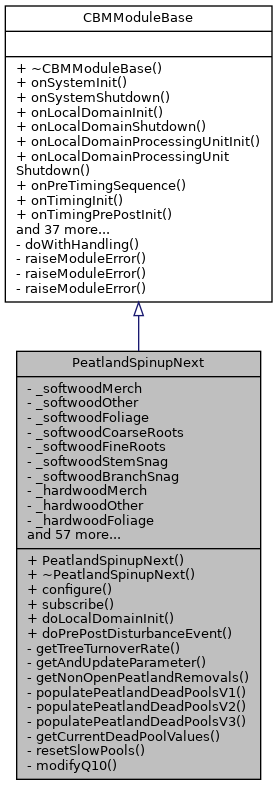 CBMModuleBase
+ ~CBMModuleBase()
+ onSystemInit()
+ onSystemShutdown()
+ onLocalDomainInit()
+ onLocalDomainShutdown()
+ onLocalDomainProcessingUnitInit()
+ onLocalDomainProcessingUnit
Shutdown()
+ onPreTimingSequence()
+ onTimingInit()
+ onTimingPrePostInit()
and 37 more...
- doWithHandling()
- raiseModuleError()
- raiseModuleError()
- raiseModuleError()
PeatlandSpinupNext
- _softwoodMerch
- _softwoodOther
- _softwoodFoliage
- _softwoodCoarseRoots
- _softwoodFineRoots
- _softwoodStemSnag
- _softwoodBranchSnag
- _hardwoodMerch
- _hardwoodOther
- _hardwoodFoliage
and 57 more...
+ PeatlandSpinupNext()
+ ~PeatlandSpinupNext()
+ configure()
+ subscribe()
+ doLocalDomainInit()
+ doPrePostDisturbanceEvent()
- getTreeTurnoverRate()
- getAndUpdateParameter()
- getNonOpenPeatlandRemovals()
- populatePeatlandDeadPoolsV1()
- populatePeatlandDeadPoolsV2()
- populatePeatlandDeadPoolsV3()
- getCurrentDeadPoolValues()
- resetSlowPools()
- modifyQ10()